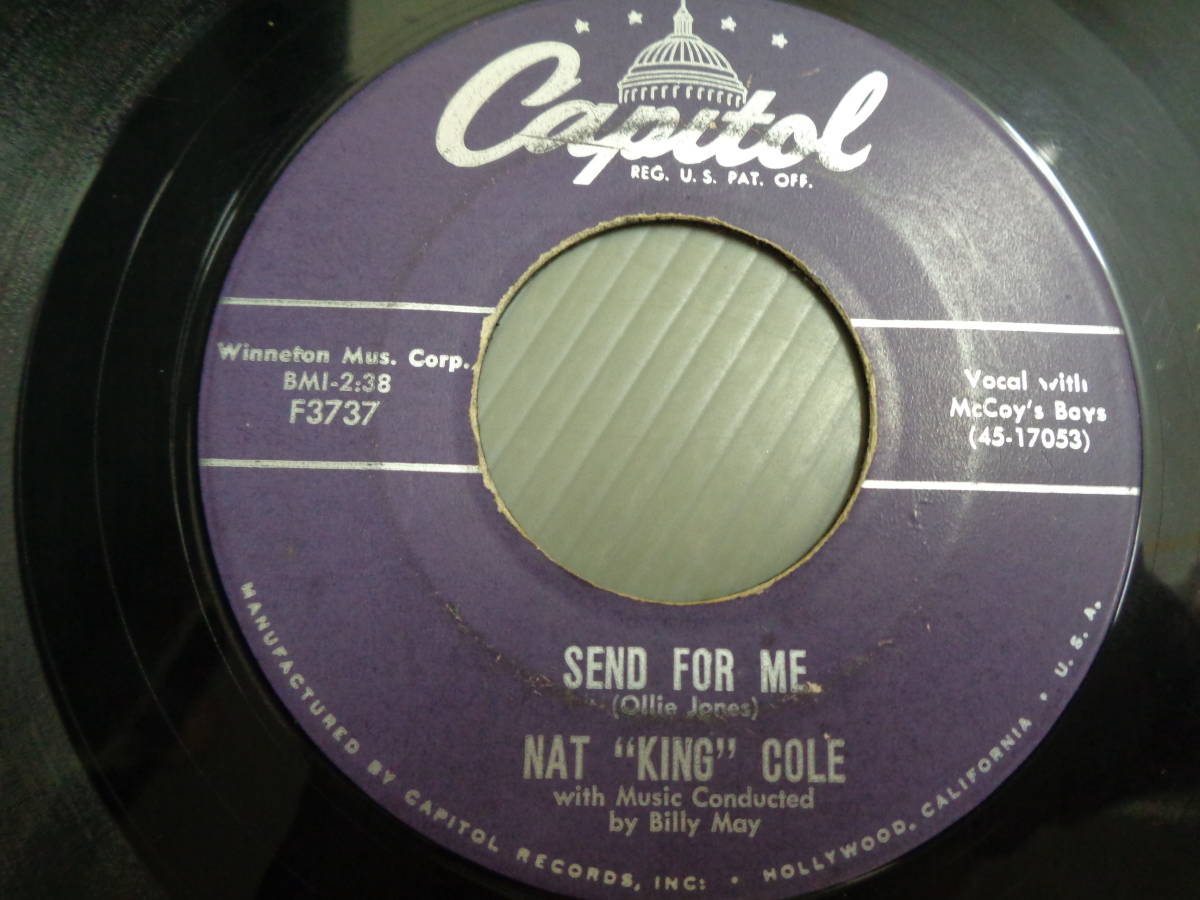 Capitol
REG. U.S. PAT. OFF.
Winneton Mus. Corp.
BMI-2:38
F3737
Vocal with
McCoy's Boys
(45-17053)
SEND FOR ME
(Ollie Jones)
NAT "KING" COLE
with Music Conducted
by Billy May
MANUFACTURED BY CAPITOL RECORDS, INC. • HOLLYWOOD, CALIFORNIA • U.S.A.